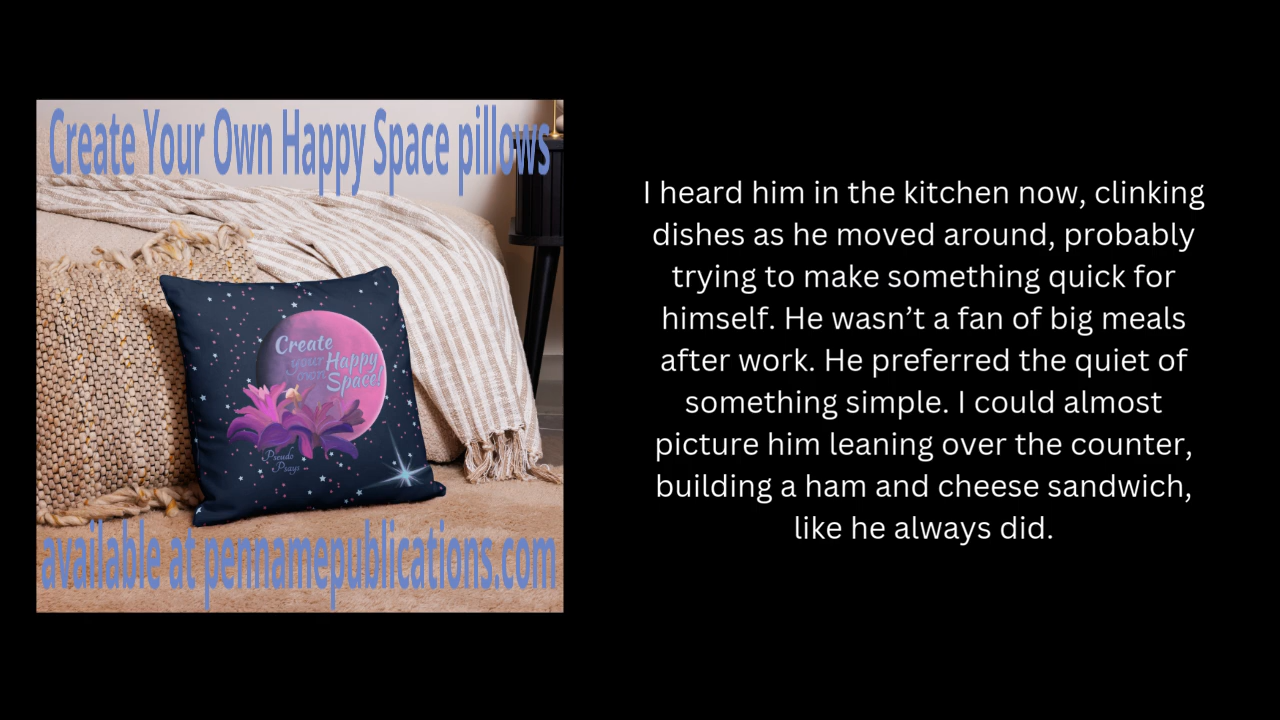 Create Your Own Happy Space pillows
Create
your Happy
own Space!
Pseudo
Psays
available at pennamepublications.com
I heard him in the kitchen now, clinking
dishes as he moved around, probably
trying to make something quick for
himself. He wasn’t a fan of big meals
after work. He preferred the quiet of
something simple. I could almost
picture him leaning over the counter,
building a ham and cheese sandwich,
like he always did.